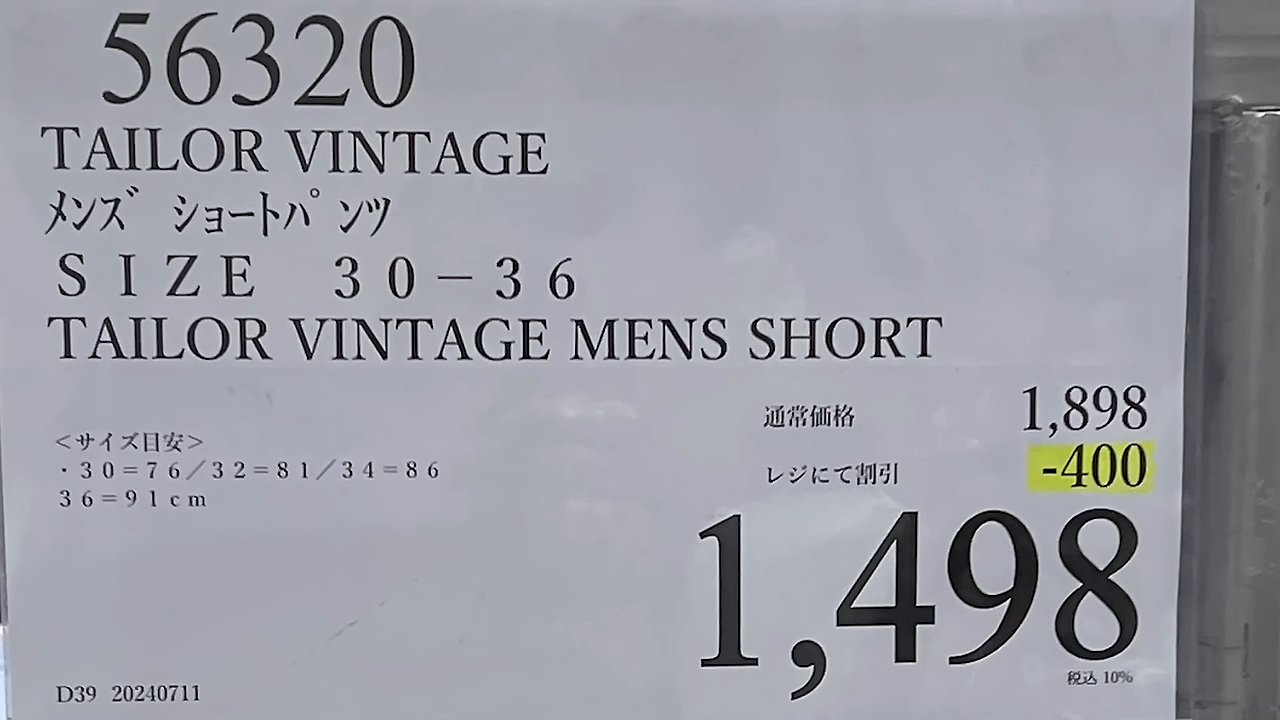 56320
TAILOR VINTAGE
ﾒﾝｽﾞ ｼｮｰﾄﾊﾟﾝﾂ
ＳＩＺＥ　３０－３６
TAILOR VINTAGE MENS SHORT
通常価格 1,898
＜サイズ目安＞
・３０＝７６／３２＝８１／３４＝８６
レジにて割引 -400
３６＝９１ｃｍ
1,498
税込 10%
D39 20240711